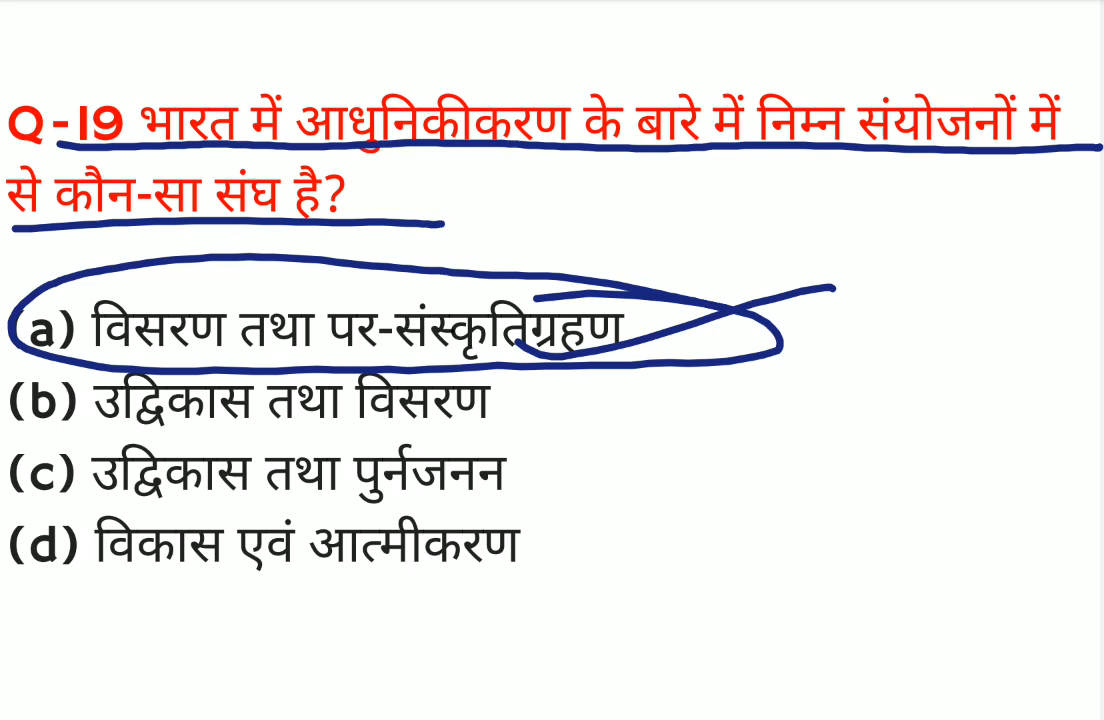 Q-19 भारत में आधुनिकीकरण के बारे में निम्न संयोजनों में
से कौन-सा संघ है?
(a) विसरण तथा पर-संस्कृतिग्रहण
(b) उद्विकास तथा विसरण
(c) उद्विकास तथा पुर्नजनन
(d) विकास एवं आत्मीकरण